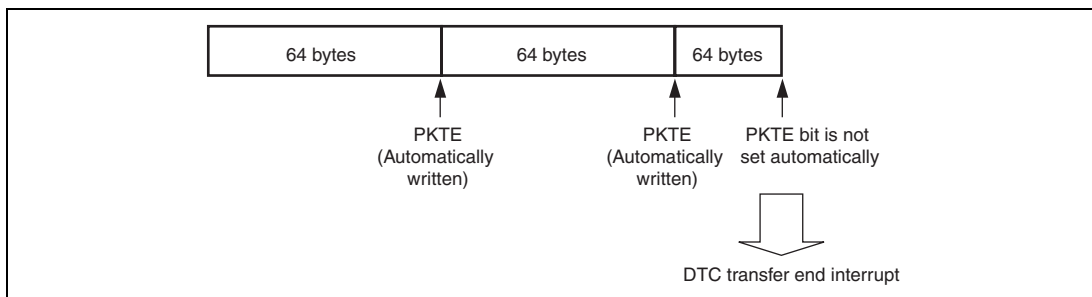 64 bytes
64 bytes
64 bytes
PKTE
(Automatically
written)
PKTE
(Automatically
written)
PKTE bit is not
set automatically
DTC transfer end interrupt